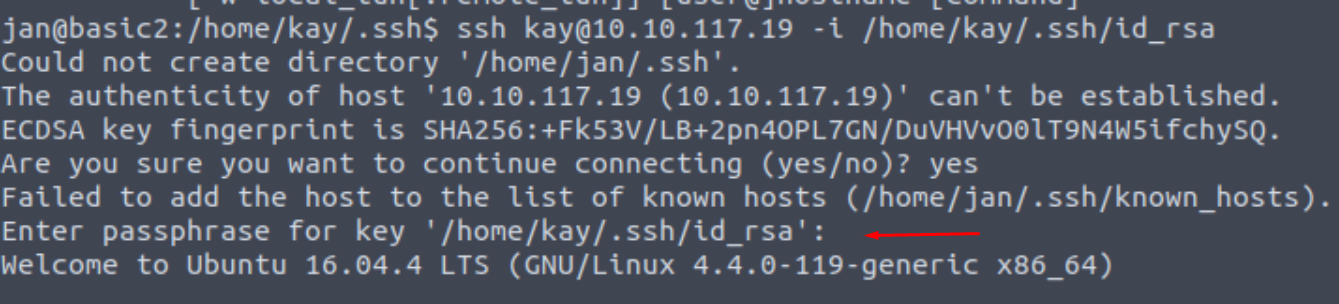 [-w local_tun[:remote_tun]] [user@]hostname [command]
jan@basic2:/home/kay/.ssh$ ssh kay@10.10.117.19 -i /home/kay/.ssh/id_rsa
Could not create directory '/home/jan/.ssh'.
The authenticity of host '10.10.117.19 (10.10.117.19)' can't be established.
ECDSA key fingerprint is SHA256:+Fk53V/LB+2pn4OPL7GN/DuVHVvO0lT9N4W5ifchySQ.
Are you sure you want to continue connecting (yes/no)? yes
Failed to add the host to the list of known hosts (/home/jan/.ssh/known_hosts).
Enter passphrase for key '/home/kay/.ssh/id_rsa':
Welcome to Ubuntu 16.04.4 LTS (GNU/Linux 4.4.0-119-generic x86_64)